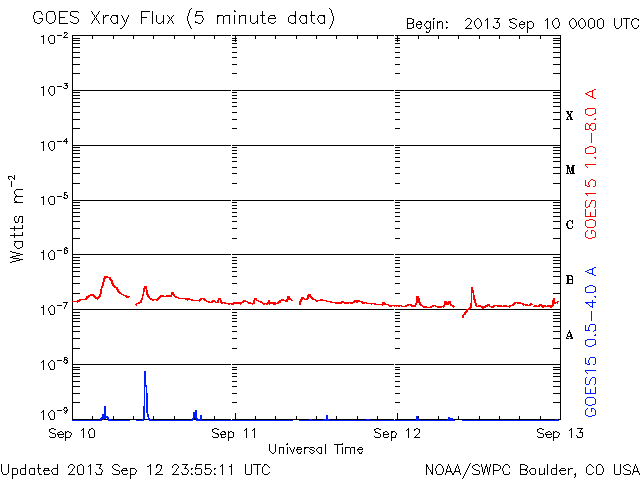 GOES Xray Flux (5 minute data)
Begin: 2013 Sep 10 0000 UTC
10⁻²
10⁻³
10⁻⁴
10⁻⁵
10⁻⁶
10⁻⁷
10⁻⁸
10⁻⁹
Watts m⁻²
X
M
C
B
A
GOES15 1.0-8.0 A
GOES15 0.5-4.0 A
Sep 10
Sep 11
Sep 12
Sep 13
Universal Time
Updated 2013 Sep 12 23:55:11 UTC
NOAA/SWPC Boulder, CO USA